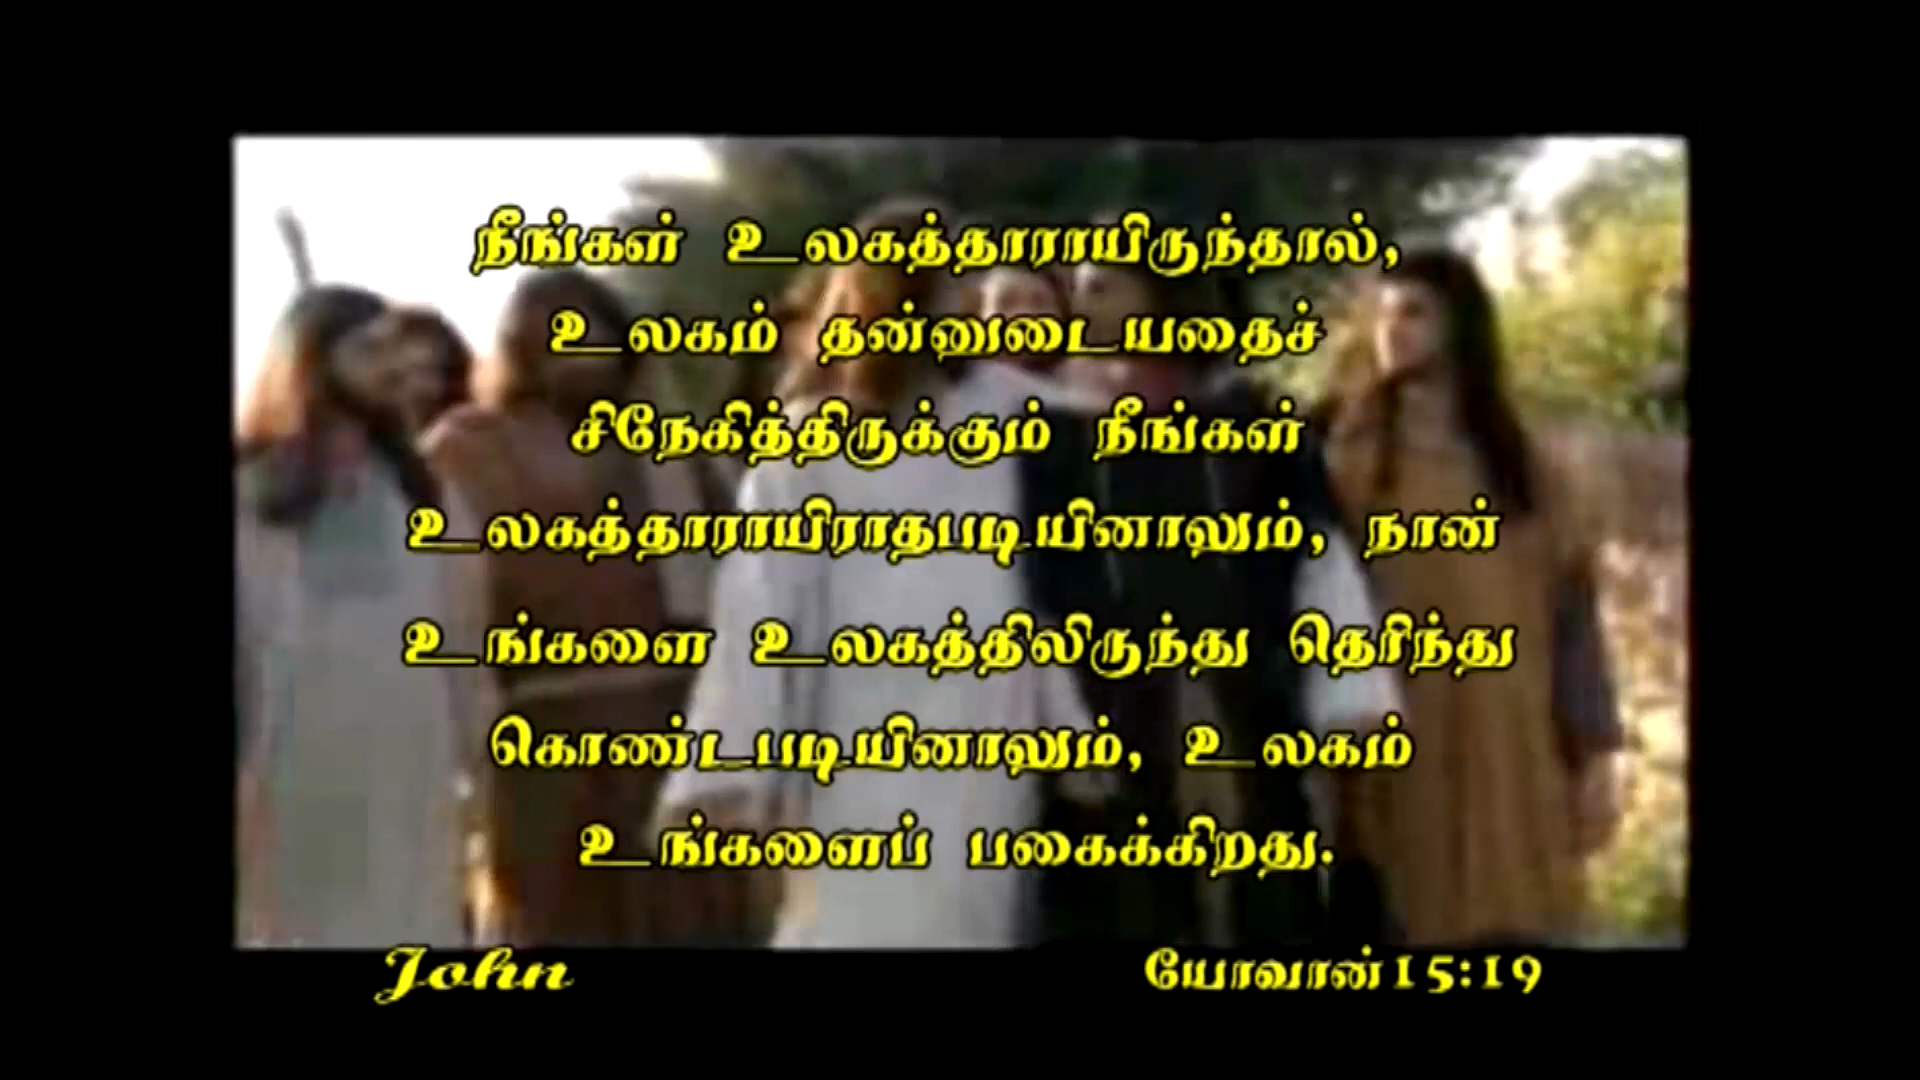 நீங்கள் உலகத்தாராயிருந்தால்,
உலகம் தன்னுடையதைச்
சிநேகித்திருக்கும் நீங்கள்
உலகத்தாராயிராதபடியினாலும், நான்
உங்களை உலகத்திலிருந்து தெரிந்து
கொண்டபடியினாலும், உலகம்
உங்களைப் பகைக்கிறது.
John யோவான்15:19